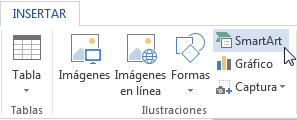 INSERTAR
Tabla
Tablas
Imágenes
Imágenes
en línea
Formas
SmartArt
Gráfico
Captura
Ilustraciones